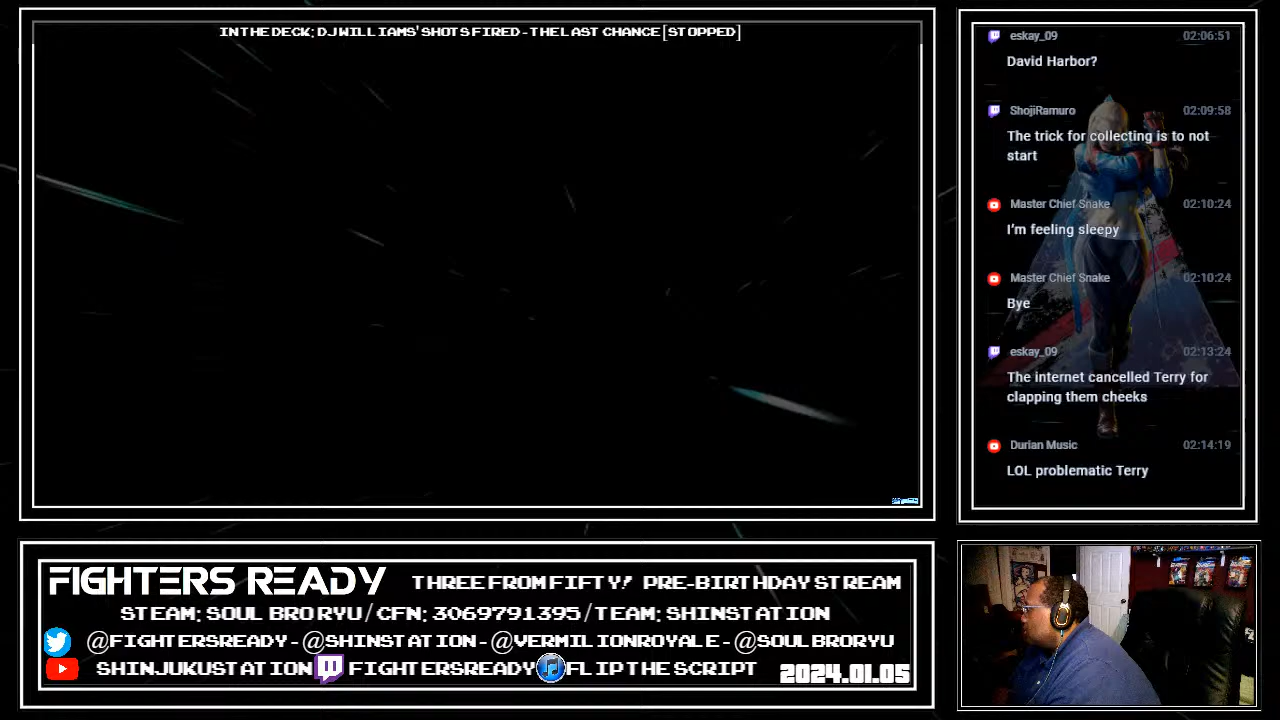 IN THE DECK; DJ WILLIAMS' SHOTS FIRED - THE LAST CHANCE [STOPPED]
eskay_09 02:06:51
David Harbor?
ShojiRamuro 02:09:58
The trick for collecting is to not
start
Master Chief Snake 02:10:24
I'm feeling sleepy
Master Chief Snake 02:10:24
Bye
eskay_09 02:13:24
The internet cancelled Terry for
clapping them cheeks
Durian Music 02:14:19
LOL problematic Terry
FIGHTERS READY THREE FROM FIFTY! PRE-BIRTHDAY STREAM
STEAM: SOUL BRO RYU / CFN: 3069791395 / TEAM: SHINSTATION
@FIGHTERSREADY - @SHINSTATION - @VERMILIONROYALE - @SOULBRORYU
SHINJUKUSTATION FIGHTERSREADY FLIP THE SCRIPT 2024.01.05